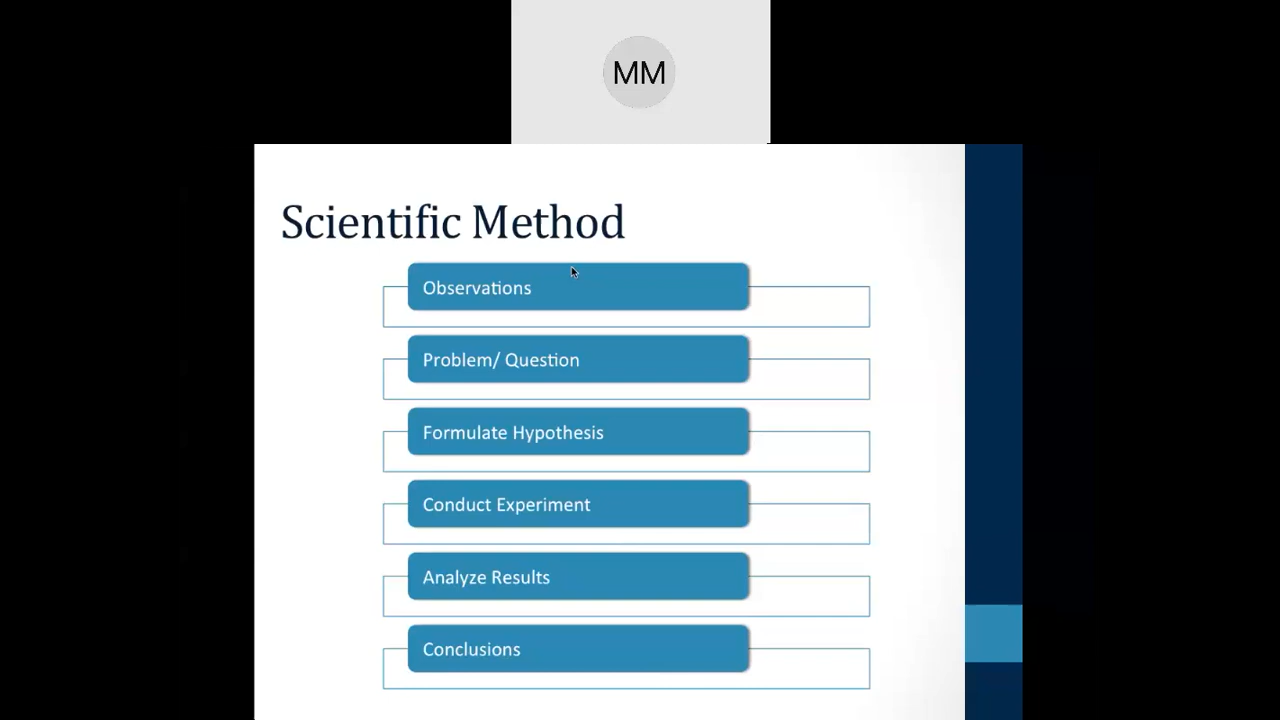 MM
Scientific Method
Observations
Problem/ Question
Formulate Hypothesis
Conduct Experiment
Analyze Results
Conclusions